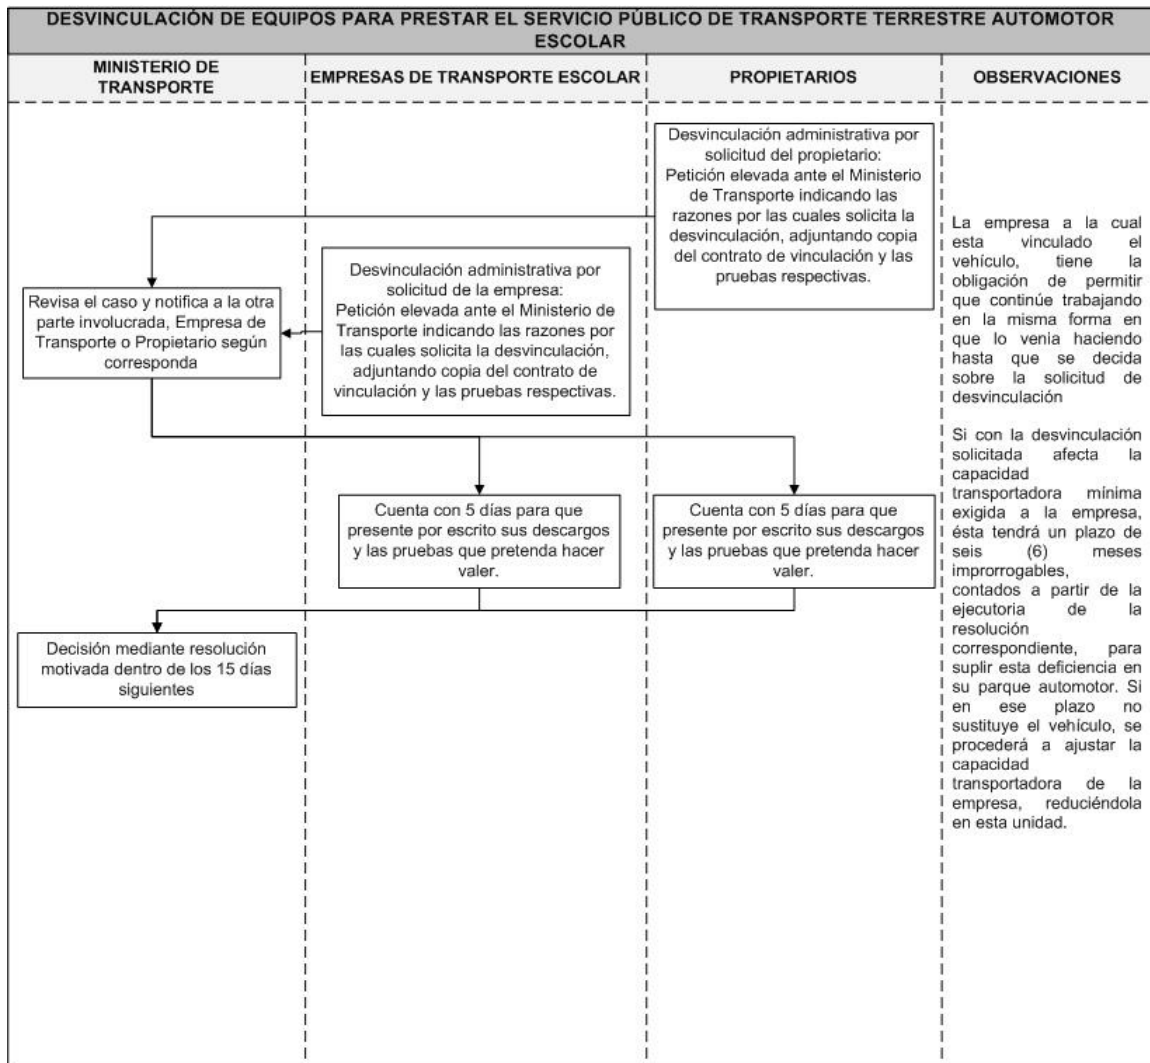 DESVINCULACIÓN DE EQUIPOS PARA PRESTAR EL SERVICIO PÚBLICO DE TRANSPORTE TERRESTRE AUTOMOTOR
ESCOLAR
MINISTERIO DE
TRANSPORTE
EMPRESAS DE TRANSPORTE ESCOLAR
PROPIETARIOS
OBSERVACIONES
Desvinculación administrativa por
solicitud del propietario:
Petición elevada ante el Ministerio
de Transporte indicando las
razones por las cuales solicita la
desvinculación, adjuntando copia
del contrato de vinculación y las
pruebas respectivas.
Desvinculación administrativa por
solicitud de la empresa:
Petición elevada ante el Ministerio de
Transporte indicando las razones por
las cuales solicita la desvinculación,
adjuntando copia del contrato de
vinculación y las pruebas respectivas.
Revisa el caso y notifica a la otra
parte involucrada, Empresa de
Transporte o Propietario según
corresponda
Cuenta con 5 días para que
presente por escrito sus descargos
y las pruebas que pretenda hacer
valer.
Cuenta con 5 días para que
presente por escrito sus descargos
y las pruebas que pretenda hacer
valer.
Decisión mediante resolución
motivada dentro de los 15 días
siguientes
La empresa a la cual
esta vinculado el
vehículo, tiene la
obligación de permitir
que continúe trabajando
en la misma forma en
que lo venia haciendo
hasta que se decida
sobre la solicitud de
desvinculación
Si con la desvinculación
solicitada afecta la
capacidad
transportadora mínima
exigida a la empresa,
ésta tendrá un plazo de
seis (6) meses
improrrogables,
contados a partir de la
ejecutoria de la
resolución
correspondiente, para
suplir esta deficiencia en
su parque automotor. Si
en ese plazo no
sustituye el vehículo, se
procederá a ajustar la
capacidad
transportadora de la
empresa, reduciéndola
en esta unidad.